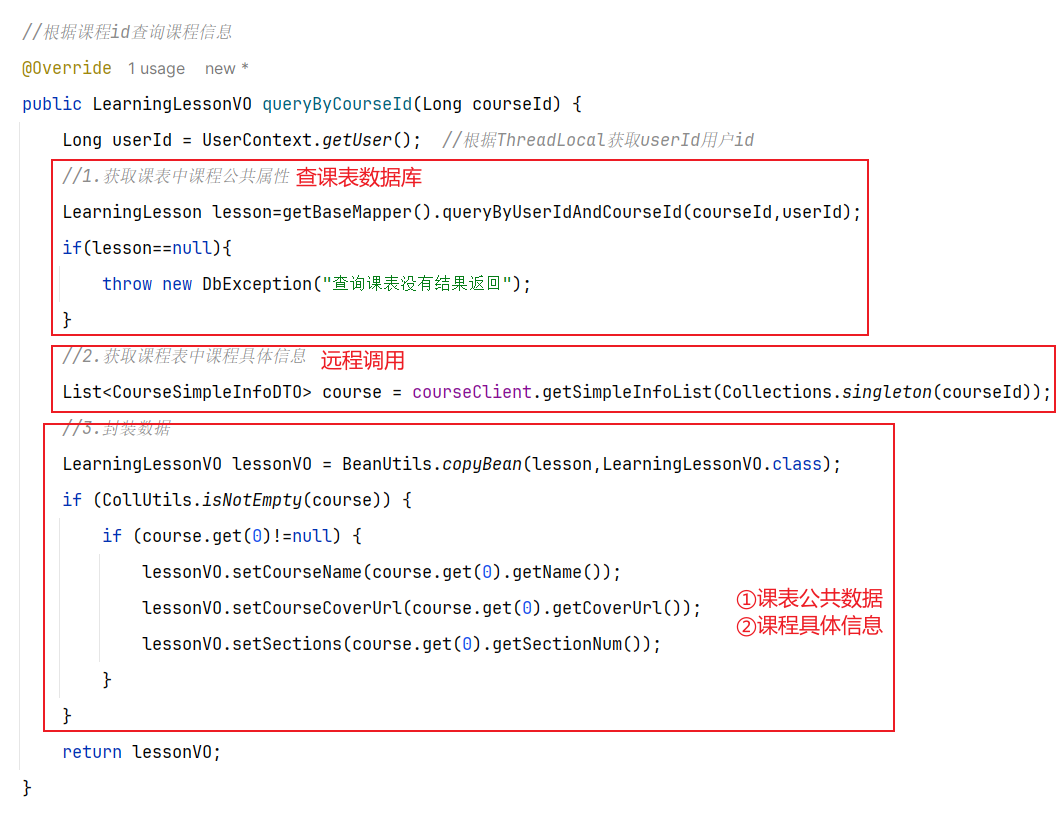 //根据课程id查询课程信息
@Override 1 usage new *
public LearningLessonVO queryByCourseId(Long courseId) {
Long userId = UserContext.getUser(); //根据ThreadLocal获取userId用户id
//1.获取课表中课程公共属性 查课表数据库
LearningLesson lesson=getBaseMapper().queryByUserIdAndCourseId(courseId,userId);
if(lesson==null){
throw new DbException("查询课表没有结果返回");
}
//2.获取课程表中课程具体信息 远程调用
List<CourseSimpleInfoDTO> course = courseClient.getSimpleInfoList(Collections.singleton(courseId));
//3.封装数据
LearningLessonVO lessonVO = BeanUtils.copyBean(lesson,LearningLessonVO.class);
if (CollUtils.isNotEmpty(course)) {
if (course.get(0)!=null) {
lessonVO.setCourseName(course.get(0).getName());
lessonVO.setCourseCoverUrl(course.get(0).getCoverUrl());
①课表公共数据
②课程具体信息
lessonVO.setSections(course.get(0).getSectionNum());
}
}
return lessonVO;
}